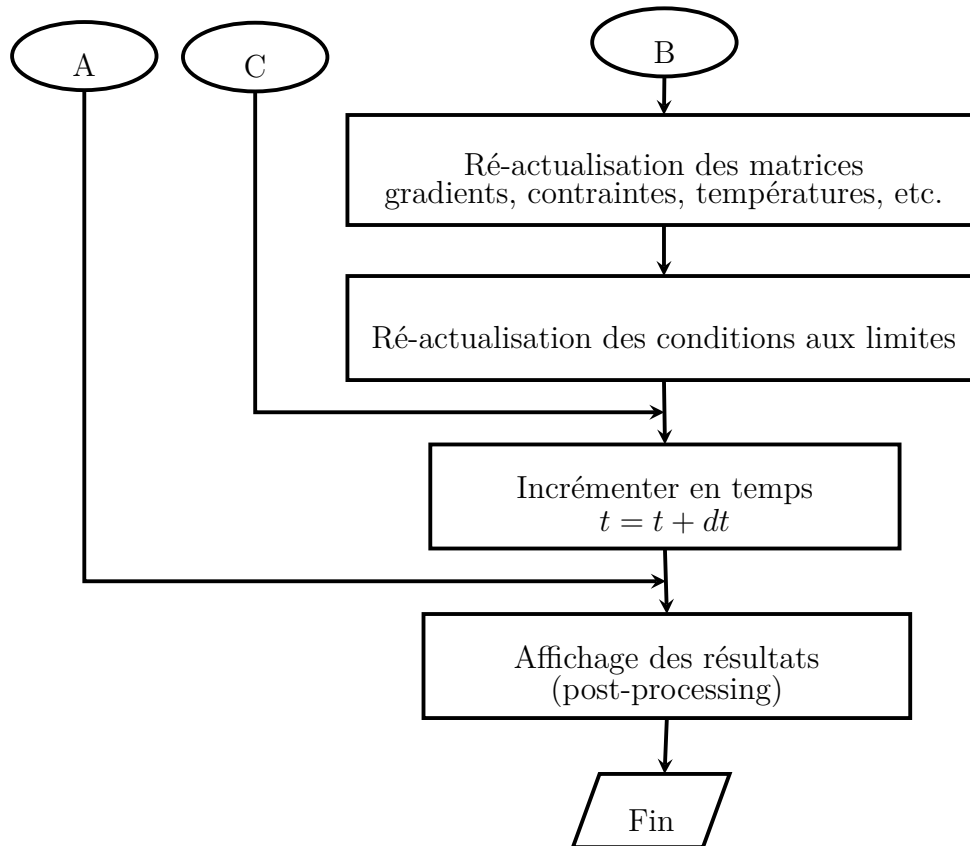 A
C
B
Ré-actualisation des matrices
gradients, contraintes, températures, etc.
Ré-actualisation des conditions aux limites
Incrémenter en temps
t = t + dt
Affichage des résultats
(post-processing)
Fin